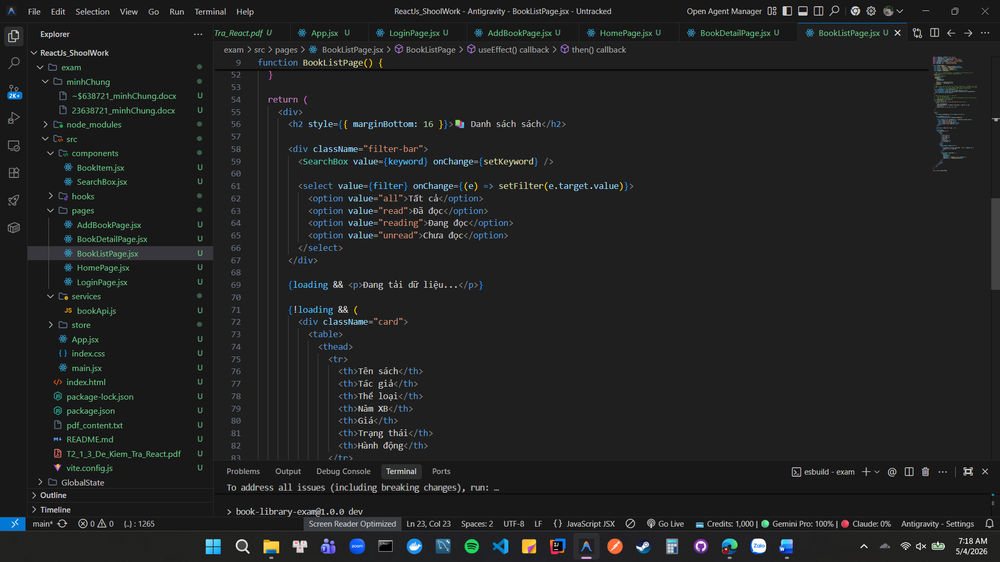 File Edit Selection View Go Run Terminal Help
ReactJs_ShoolWork - Antigravity - BookListPage.jsx - Untracked
Open Agent Manager
Explorer
ReactJs_ShoolWork
exam
minhChung
~$638721_minhChung.docx U
23638721_minhChung.docx U
node_modules
src
components
BookItem.jsx U
SearchBox.jsx U
hooks
pages
AddBookPage.jsx U
BookDetailPage.jsx U
BookListPage.jsx U
HomePage.jsx U
LoginPage.jsx U
services
JS bookApi.js U
store
App.jsx U
index.css U
main.jsx U
index.html U
package-lock.json U
package.json U
pdf_content.txt U
README.md U
T2_1_3_De_Kiem_Tra_React.pdf U
vite.config.js U
GlobalState
Outline
Timeline
2K+
Tra_React.pdf U App.jsx U LoginPage.jsx U AddBookPage.jsx U HomePage.jsx U BookDetailPage.jsx U BookListPage.jsx U
exam > src > pages > BookListPage.jsx > BookListPage > useEffect() callback > then() callback
9 function BookListPage() {
52 }
53
54 return (
55 <div>
56 <h2 style={{ marginBottom: 16 }}>📚 Danh sách sách</h2>
57
58 <div className="filter-bar">
59 <SearchBox value={keyword} onChange={setKeyword} />
60
61 <select value={filter} onChange={(e) => setFilter(e.target.value)}>
62 <option value="all">Tất cả</option>
63 <option value="read">Đã đọc</option>
64 <option value="reading">Đang đọc</option>
65 <option value="unread">Chưa đọc</option>
66 </select>
67 </div>
68
69 {loading && <p>Đang tải dữ liệu...</p>}
70
71 {!loading && (
72 <div className="card">
73 <table>
74 <thead>
75 <tr>
76 <th>Tên sách</th>
77 <th>Tác giả</th>
78 <th>Thể loại</th>
79 <th>Năm XB</th>
80 <th>Giá</th>
81 <th>Trạng thái</th>
82 <th>Hành động</th>
83 </tr>
Problems Output Debug Console Terminal Ports
esbuild - exam
To address all issues (including breaking changes), run: …
> book-library-exam@1.0.0 dev
main* 0 0 {..} : 1265
Screen Reader Optimized Ln 23, Col 23 Spaces: 2 UTF-8 LF {} JavaScript JSX Go Live Credits: 1,000 | Gemini Pro: 100% | Claude: 0% Antigravity - Settings
zoom
Zalo
7:18 AM
5/4/2026